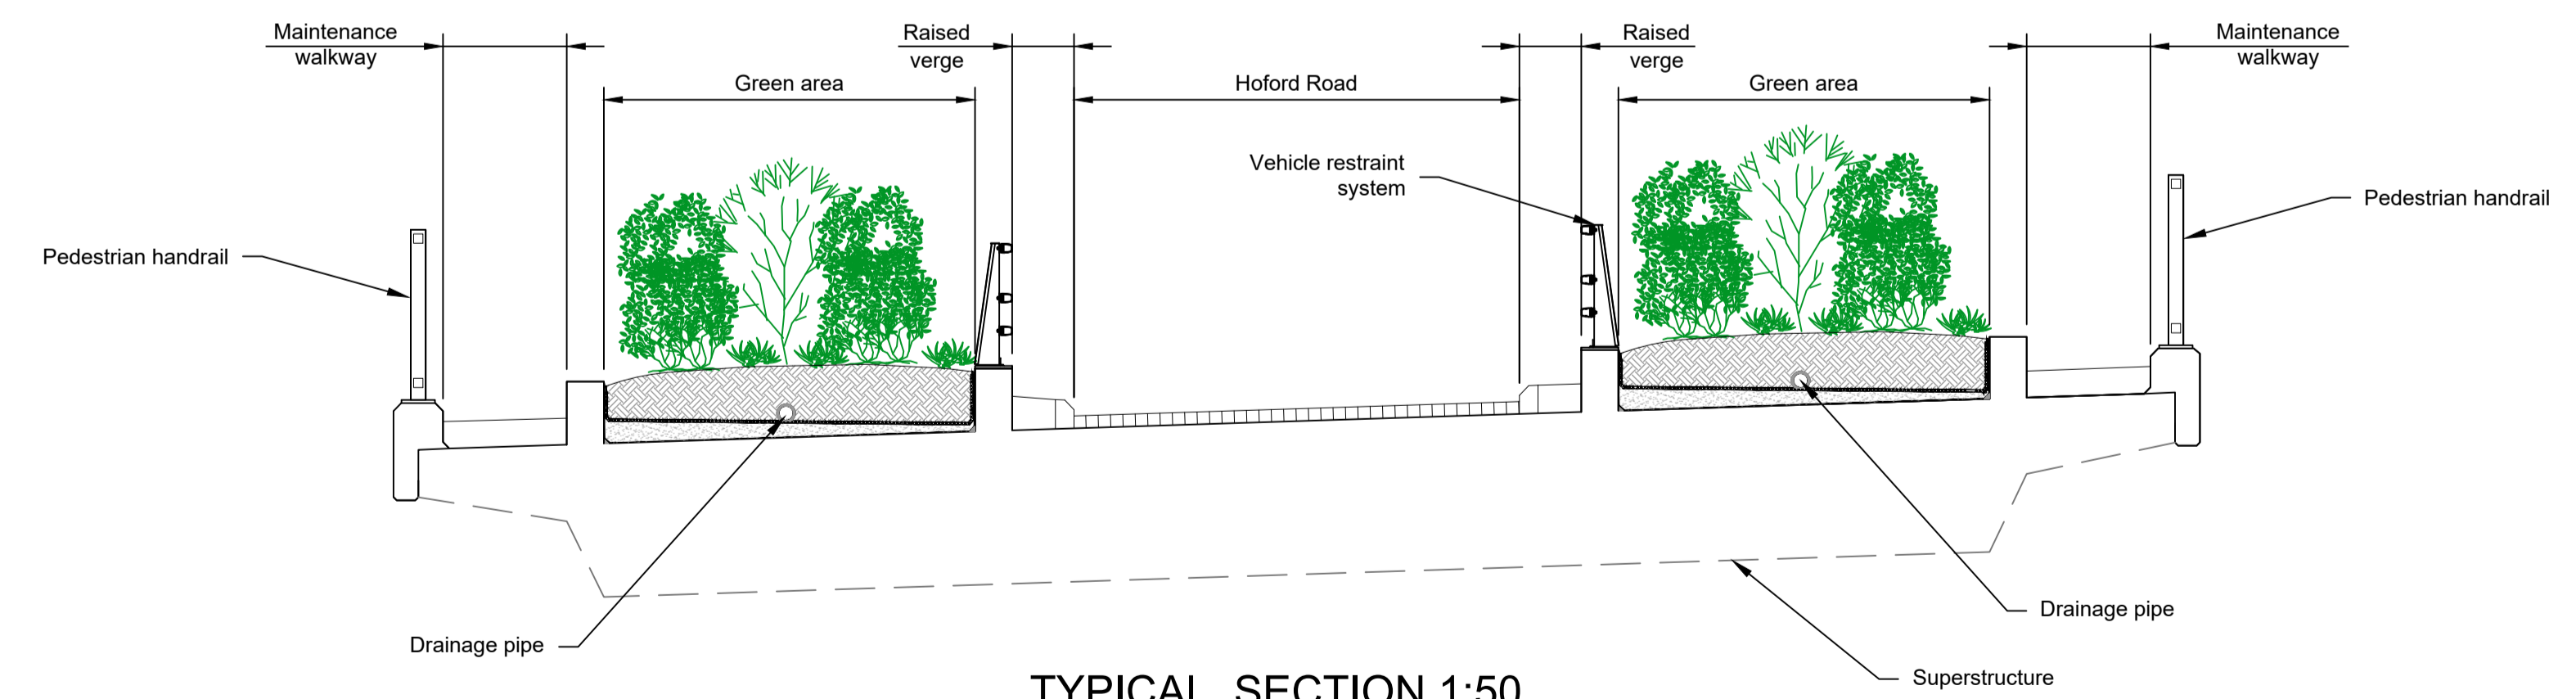 Maintenance
walkway
Raised
verge
Raised
verge
Maintenance
walkway
Green area
Hoford Road
Green area
Vehicle restraint
system
Pedestrian handrail
Pedestrian handrail
Drainage pipe
Drainage pipe
Superstructure
TYPICAL SECTION 1:50